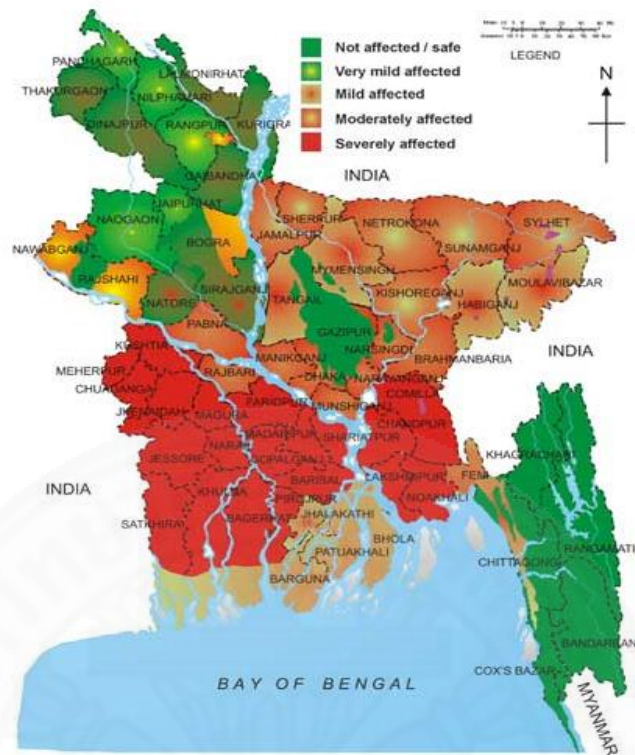 Not affected / safe
Very mild affected
Mild affected
Moderately affected
Severely affected
LEGEND
N
PANCHAGARH
LALMONIRHAT
THAKURGAON
NILPHAMARI
DINAJPUR
RANGPUR
KURIGRA
GAIBANDHA
INDIA
JAIPURHAT
NAOGAON
BOGRA
NAWABGANJ
RAJSHAHI
NATORE
SIRAJGANJ
PABNA
SHERPUR
JAMALPUR
NETROKONA
SUNAMGANJ
SYLHET
MYMENSINGH
MOULAVIBAZAR
KISHOREGANJ
HABIGANJ
TANGAIL
GAZIPUR
NARSINGDI
BRAHMANBARIA
MANIKGANJ
DHAKA
NARAYANGANJ
INDIA
KUSHTIA
MEHERPUR
RAJBARI
CHUADANGA
FARIDPUR
MUNSHIGANJ
COMILLA
JHENAIDAH
MAGURA
MADARIPUR
SHARIATPUR
CHANDPUR
NARAIL
GOPALGANJ
JESSORE
KHAGRACHARI
FENI
LAKSHMIPUR
BARISAL
NOAKHALI
INDIA
KHULNA
PIROJPUR
SATKHIRA
BAGERHAT
JHALAKATHI
BHOLA
PATUAKHALI
BARGUNA
RANGAMATI
CHITTAGONG
BANDARBAN
COX'S BAZAR
BAY OF BENGAL
MYANMAR